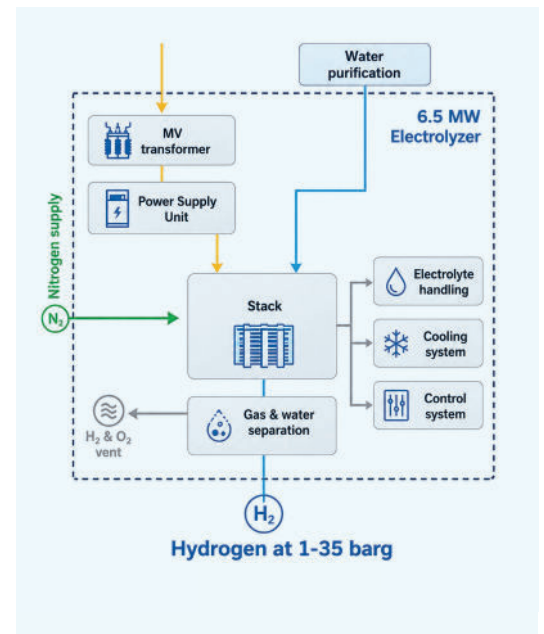 Water
purification
6.5 MW
Electrolyzer
MV
transformer
Power Supply
Unit
Nitrogen supply
N₂
Stack
Electrolyte
handling
Cooling
system
Control
system
Gas & water
separation
H₂ & O₂
vent
H₂
Hydrogen at 1-35 barg